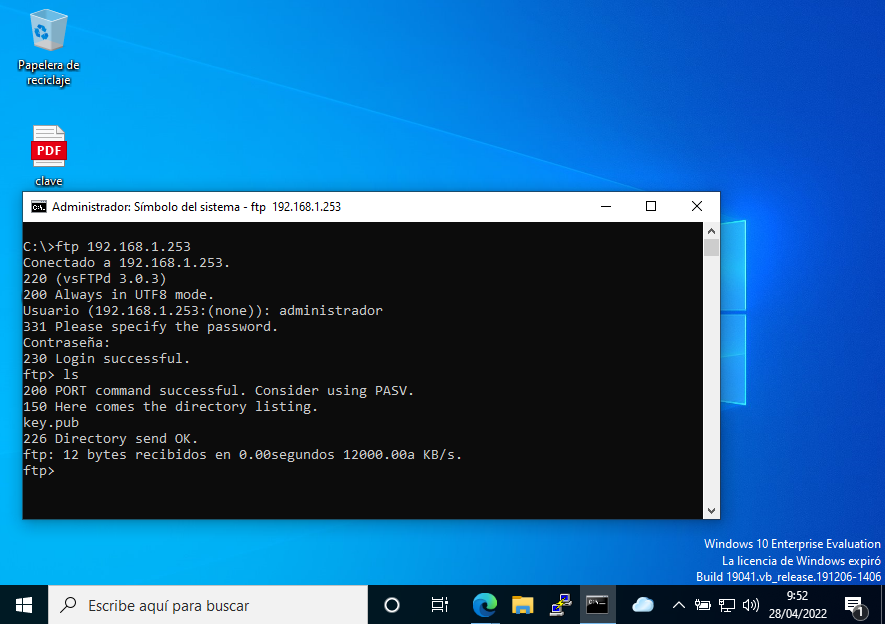 Papelera de
reciclaje
PDF
clave
Administrador: Símbolo del sistema - ftp 192.168.1.253
C:\>ftp 192.168.1.253
Conectado a 192.168.1.253.
220 (vsFTPd 3.0.3)
200 Always in UTF8 mode.
Usuario (192.168.1.253:(none)): administrador
331 Please specify the password.
Contraseña:
230 Login successful.
ftp> ls
200 PORT command successful. Consider using PASV.
150 Here comes the directory listing.
key.pub
226 Directory send OK.
ftp: 12 bytes recibidos en 0.00segundos 12000.00a KB/s.
ftp>
Windows 10 Enterprise Evaluation
La licencia de Windows expiró
Build 19041.vb_release.191206-1406
Escribe aquí para buscar
9:52
28/04/2022
1